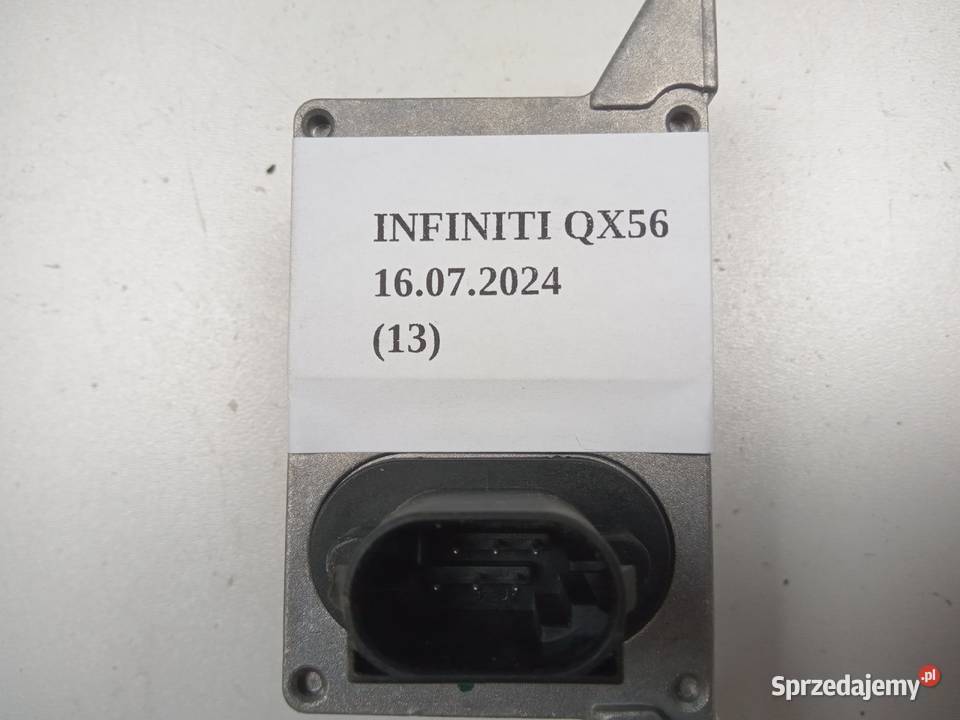 INFINITI QX56
16.07.2024
(13)
Sprzedajemy.pl